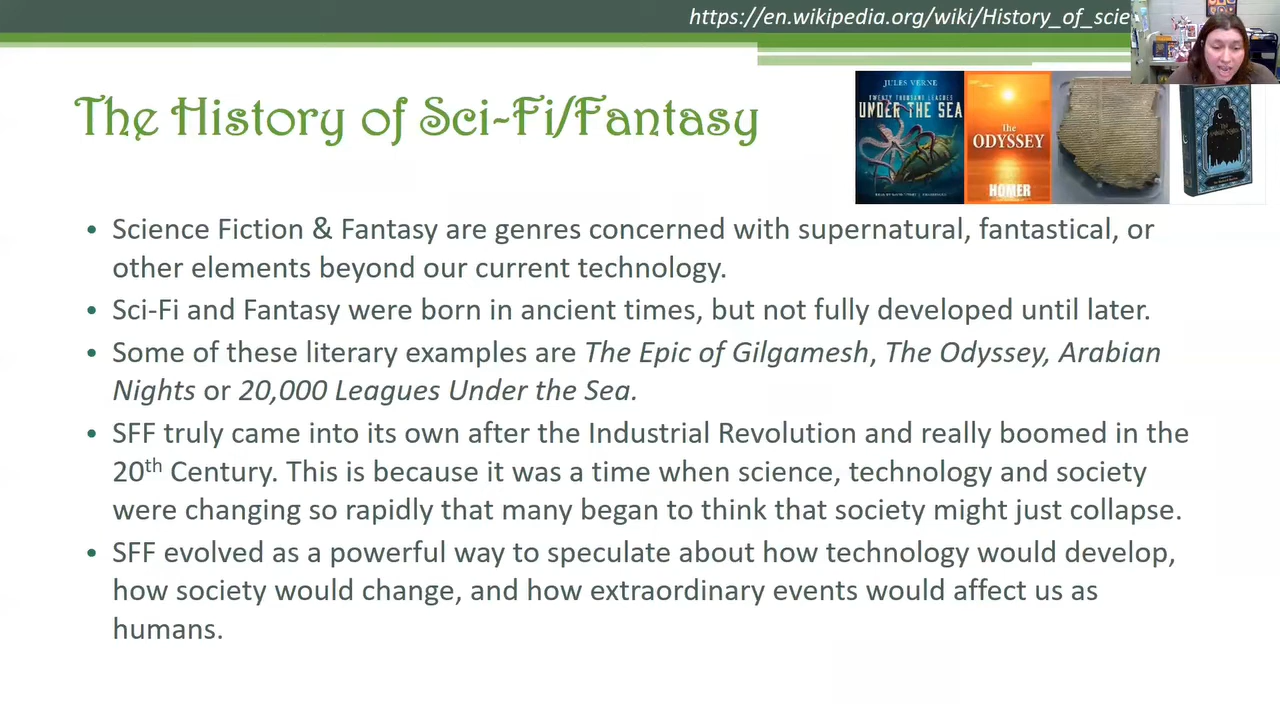 https://en.wikipedia.org/wiki/History_of_scie
The History of Sci-Fi/Fantasy
JULES VERNE
TWENTY THOUSAND LEAGUES
UNDER THE SEA
The
ODYSSEY
HOMER
• Science Fiction & Fantasy are genres concerned with supernatural, fantastical, or
other elements beyond our current technology.
• Sci-Fi and Fantasy were born in ancient times, but not fully developed until later.
• Some of these literary examples are The Epic of Gilgamesh, The Odyssey, Arabian
Nights or 20,000 Leagues Under the Sea.
• SFF truly came into its own after the Industrial Revolution and really boomed in the
20th Century. This is because it was a time when science, technology and society
were changing so rapidly that many began to think that society might just collapse.
• SFF evolved as a powerful way to speculate about how technology would develop,
how society would change, and how extraordinary events would affect us as
humans.